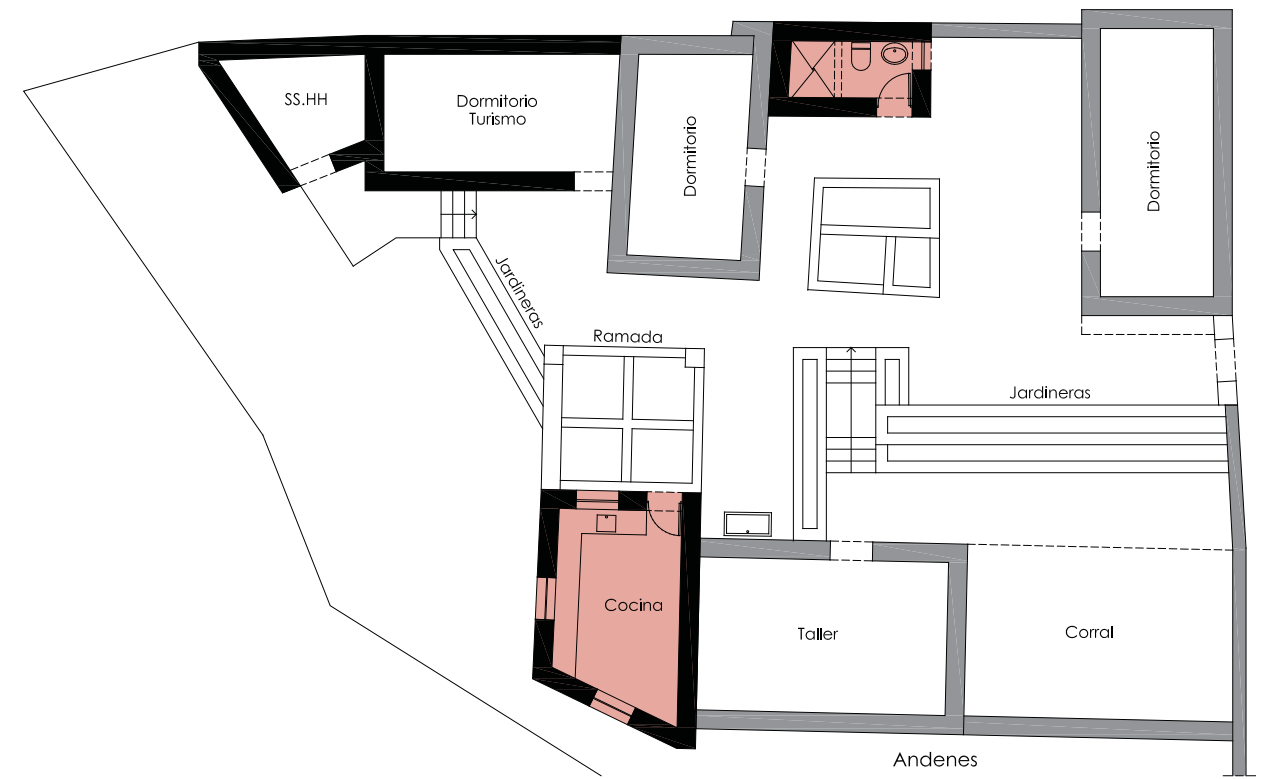 SS.HH
Dormitorio
Turismo
Dormitorio
Dormitorio
Jardineras
Ramada
Jardineras
Cocina
Taller
Corral
Andenes